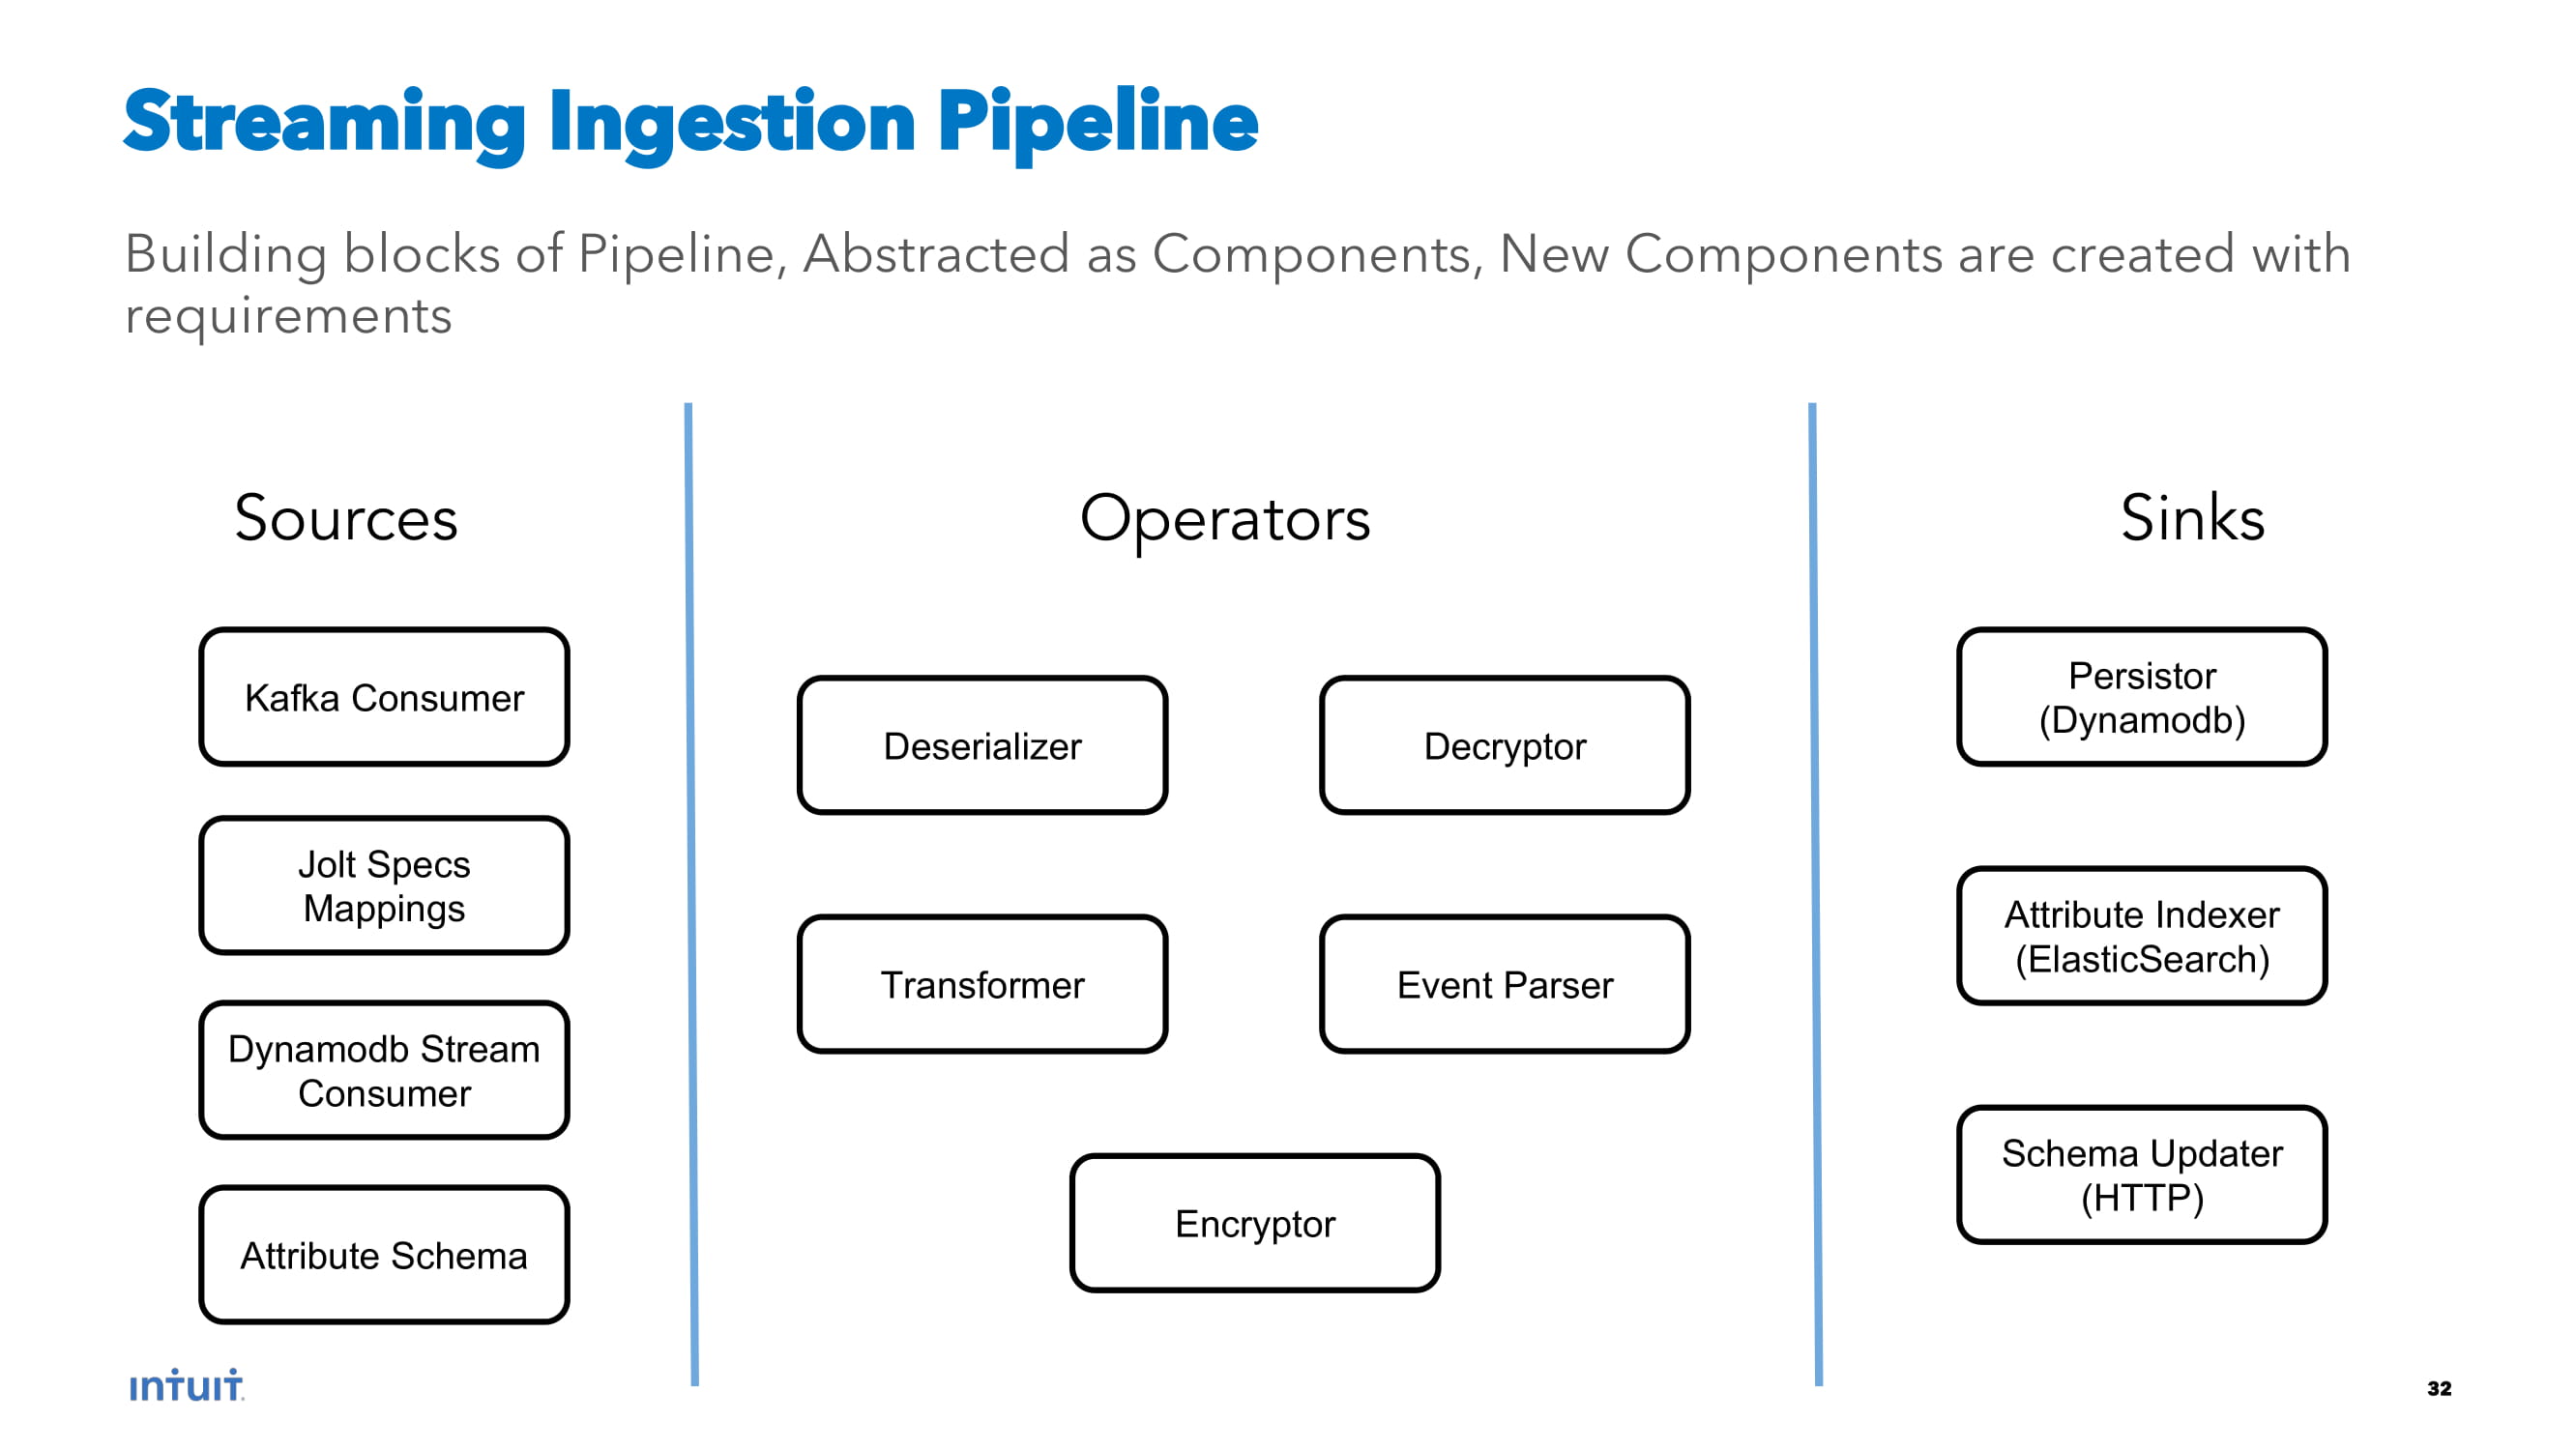 Streaming Ingestion Pipeline
Building blocks of Pipeline, Abstracted as Components, New Components are created with
requirements
Sources
Kafka Consumer
Jolt Specs
Mappings
Dynamodb Stream
Consumer
Attribute Schema
Operators
Deserializer
Decryptor
Transformer
Event Parser
Encryptor
Sinks
Persistor
(Dynamodb)
Attribute Indexer
(ElasticSearch)
Schema Updater
(HTTP)
INTUIT
32